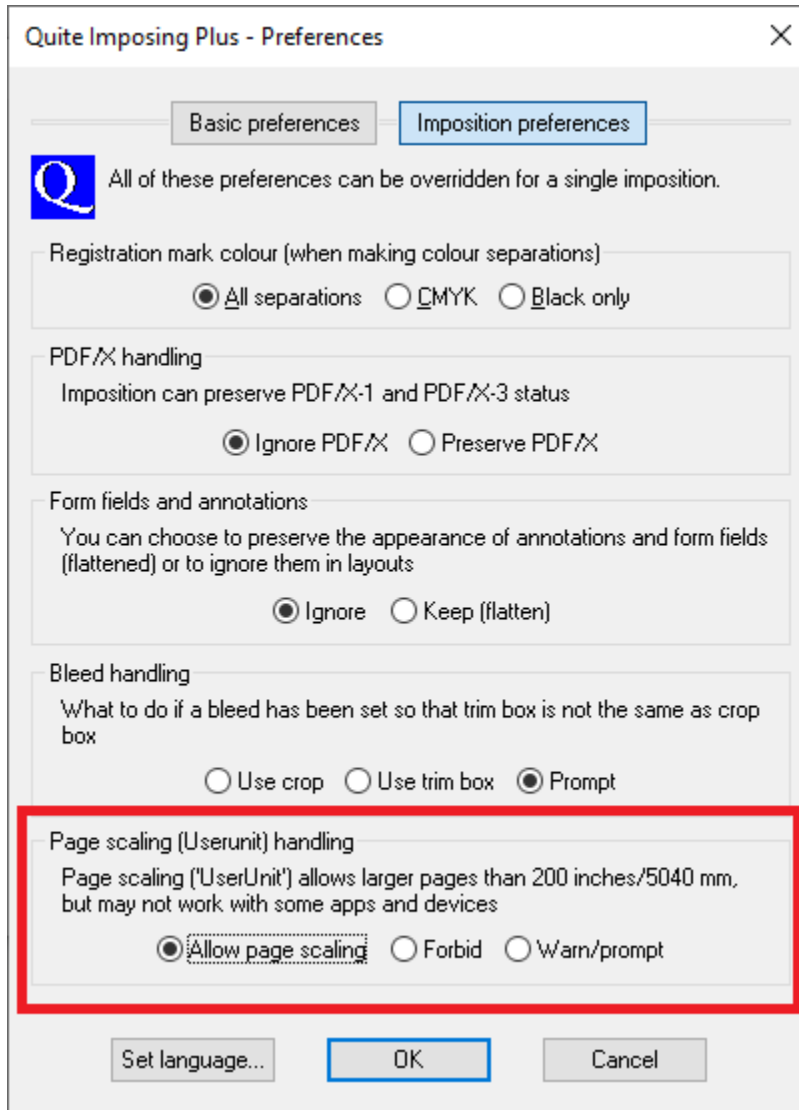 Quite Imposing Plus - Preferences
Basic preferences
Imposition preferences
Q
All of these preferences can be overridden for a single imposition.
Registration mark colour (when making colour separations)
All separations
CMYK
Black only
PDF/X handling
Imposition can preserve PDF/X-1 and PDF/X-3 status
Ignore PDF/X
Preserve PDF/X
Form fields and annotations
You can choose to preserve the appearance of annotations and form fields
(flattened) or to ignore them in layouts
Ignore
Keep (flatten)
Bleed handling
What to do if a bleed has been set so that trim box is not the same as crop
box
Use crop
Use trim box
Prompt
Page scaling (Userunit) handling
Page scaling ('UserUnit') allows larger pages than 200 inches/5040 mm,
but may not work with some apps and devices
Allow page scaling
Forbid
Warn/prompt
Set language...
OK
Cancel